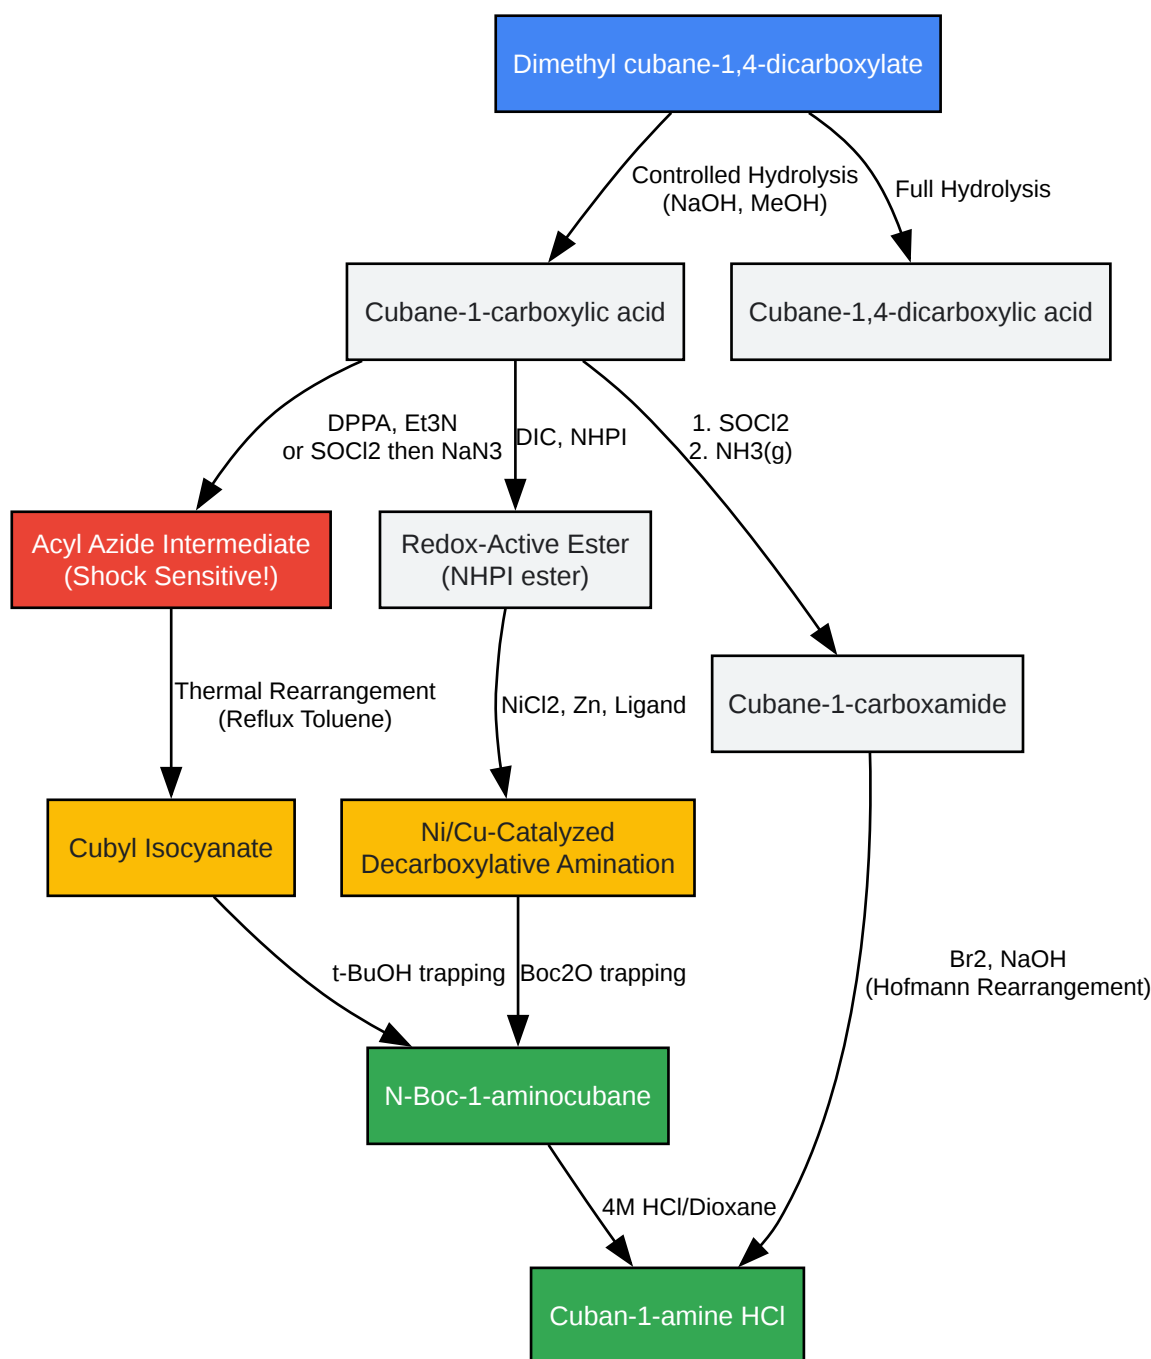 Dimethyl cubane-1,4-dicarboxylate
Controlled Hydrolysis
(NaOH, MeOH)
Full Hydrolysis
Cubane-1-carboxylic acid
Cubane-1,4-dicarboxylic acid
DPPA, Et3N
or SOCl2 then NaN3
DIC, NHPI
1. SOCl2
2. NH3(g)
Acyl Azide Intermediate
(Shock Sensitive!)
Redox-Active Ester
(NHPI ester)
Thermal Rearrangement
(Reflux Toluene)
NiCl2, Zn, Ligand
Cubane-1-carboxamide
Cubyl Isocyanate
Ni/Cu-Catalyzed
Decarboxylative Amination
t-BuOH trapping
Boc2O trapping
Br2, NaOH
(Hofmann Rearrangement)
N-Boc-1-aminocubane
4M HCl/Dioxane
Cuban-1-amine HCl